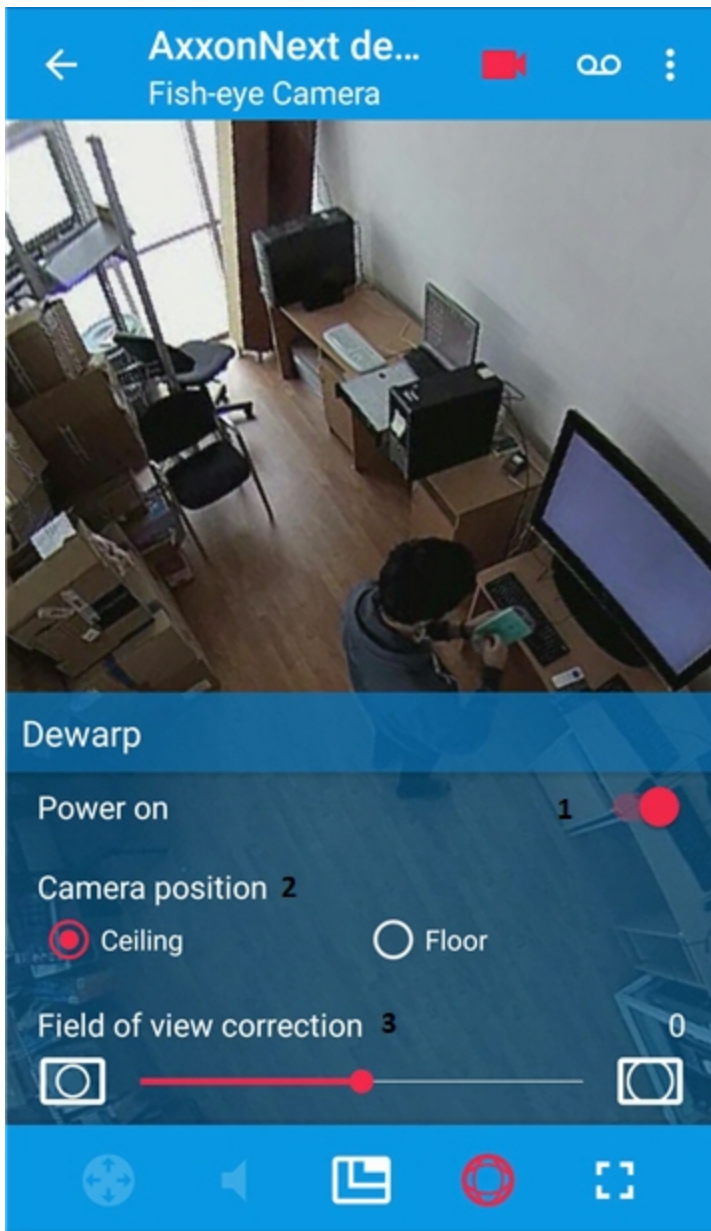 AxxonNext de...
Fish-eye Camera
Dewarp
Power on 1
Camera position 2
Ceiling Floor
Field of view correction 3 0